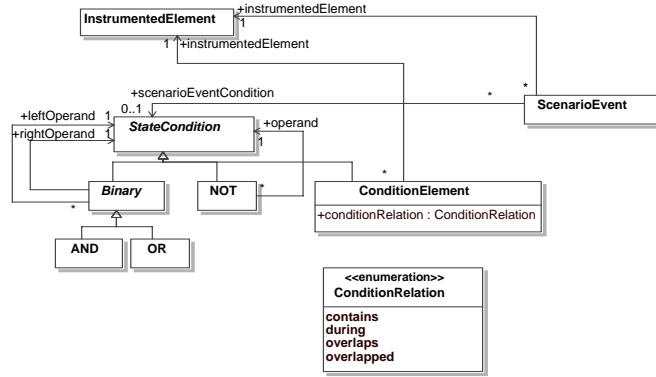 +instrumentedElement
InstrumentedElement
1
1
+instrumentedElement
+scenarioEventCondition
*
*
ScenarioEvent
0..1
+leftOperand 1
+rightOperand 1
StateCondition
+operand
1
Binary
*
NOT
*
*
ConditionElement
+conditionRelation : ConditionRelation
AND
OR
<<enumeration>>
ConditionRelation
contains
during
overlaps
overlapped